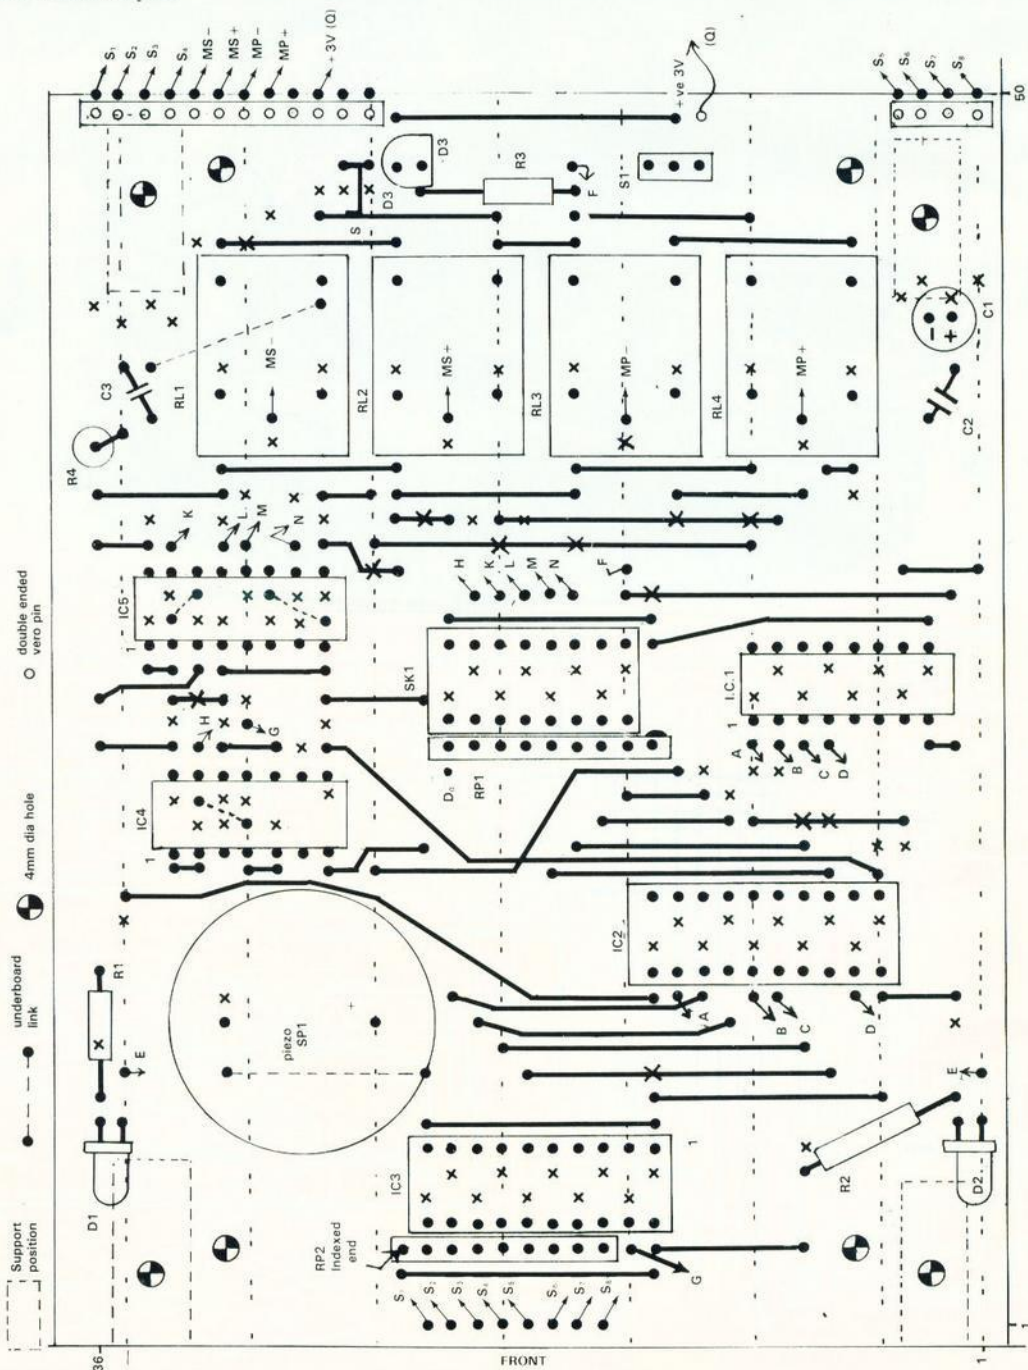 Support
position
underboard
link
4mm dia hole
double ended
vero pin
36
D1
R1
E
IC4
1
IC5
1
R4
C3
RL1
S₁
S₂
S₃
S₄
MS-
MS+
MP-
MP+
+3V (Q)
K
L
M
N
H
G
MS-
piezo
SP1
+
S
D3
D3
RL2
MS+
R3
RP2
Indexed
end
IC3
1
D₀
RP1
SK1
H
K
L
M
N
F
RL3
MP-
F
S1
+ve 3V
(Q)
S₁
S₂
S₃
S₄
S₅
S₆
S₇
S₈
G
IC2
A
B
C
D
A
B
C
D
1
I.C.1
RL4
MP+
R2
E
D2
C2
C1
-
+
S₅
S₆
S₇
S₈
1
1
50
FRONT